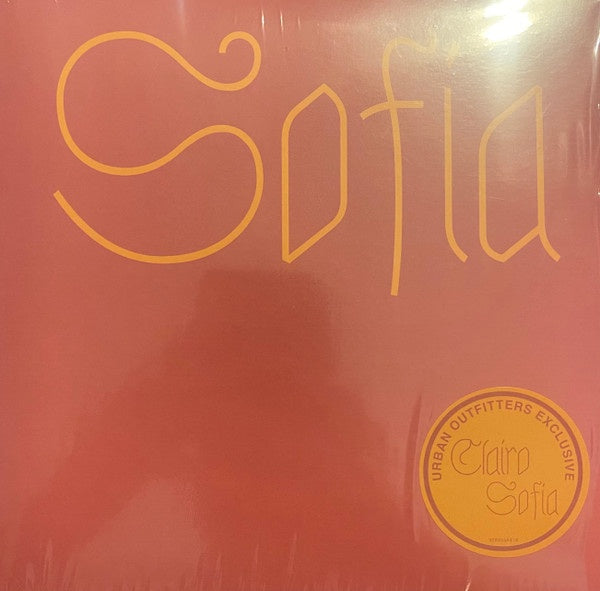 Sofia
URBAN OUTFITTERS EXCLUSIVE
Clairo
Sofia